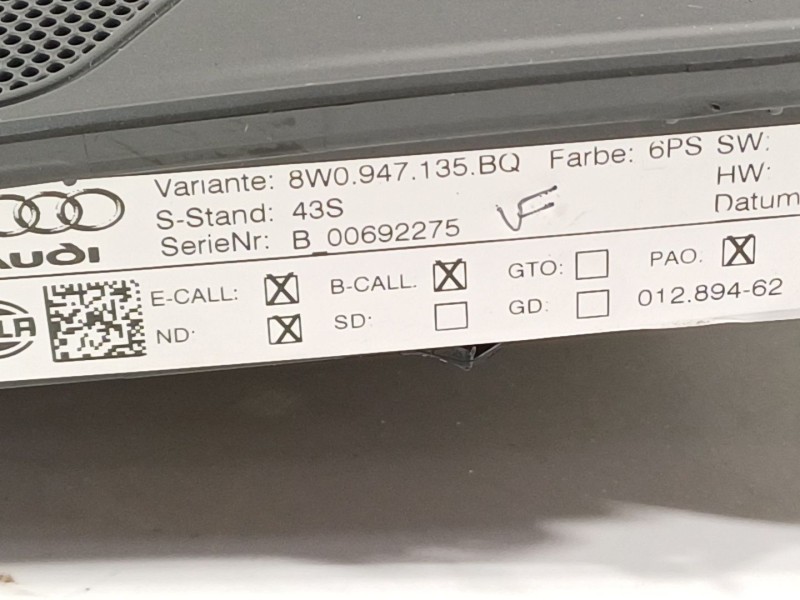 Variante: 8W0.947.135.BQ Farbe: 6PS SW:
S-Stand: 43S HW:
SerieNr: B_00692275 Datum
AUDI
E-CALL: X B-CALL. X GTO: PAO. X
ND: X SD: GD: 012.894-62